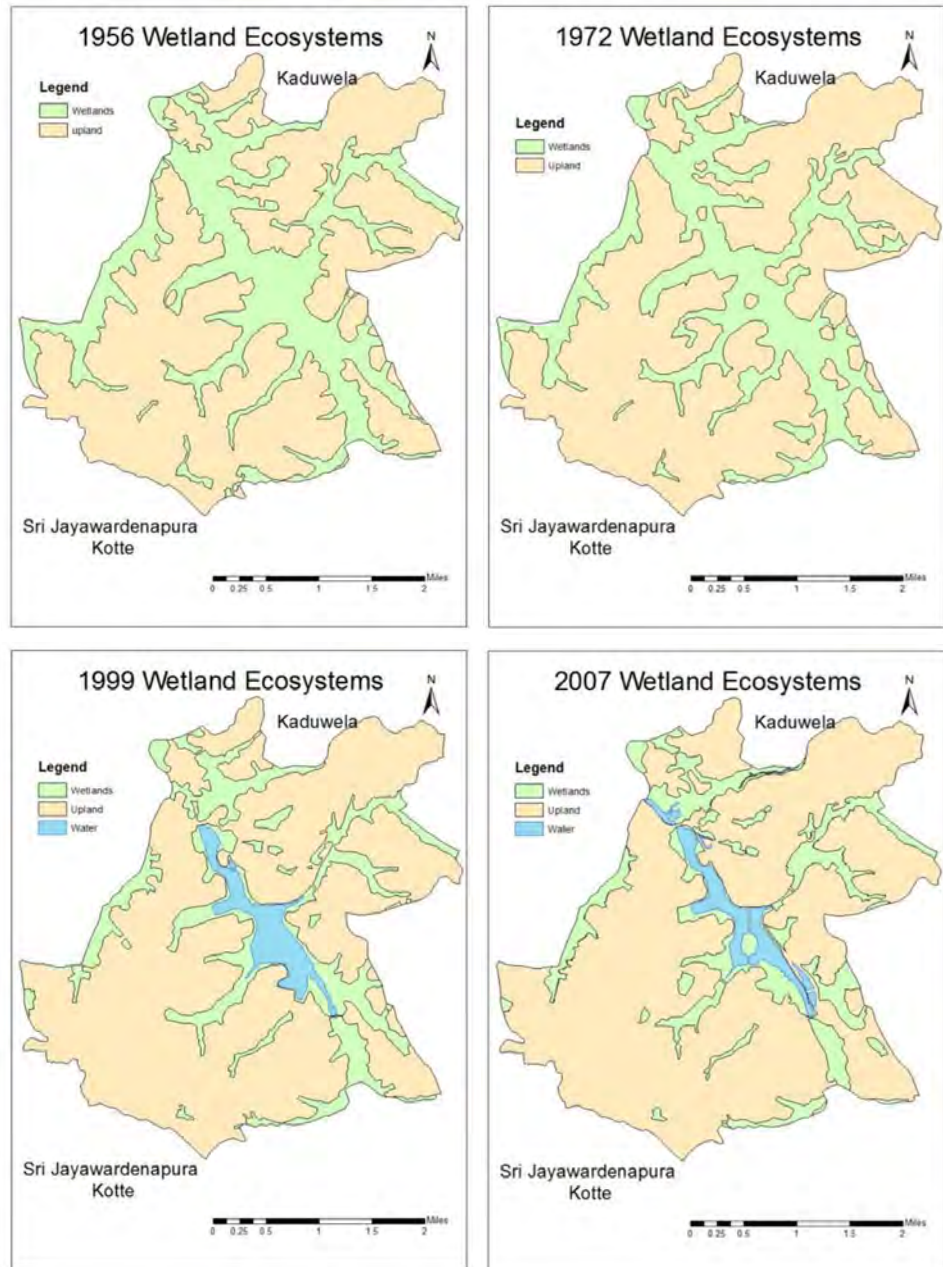 1956 Wetland Ecosystems
N
Kaduwela
Legend
Wetlands
upland
Sri Jayawardenapura
Kotte
Miles
0 0.25 0.5 1 1.5 2
1972 Wetland Ecosystems
N
Kaduwela
Legend
Wetlands
Upland
Sri Jayawardenapura
Kotte
Miles
0 0.25 0.5 1 1.5 2
1999 Wetland Ecosystems
N
Kaduwela
Legend
Wetlands
Upland
Water
Sri Jayawardenapura
Kotte
Miles
0 0.25 0.5 1 1.5 2
2007 Wetland Ecosystems
N
Kaduwela
Legend
Wetlands
Upland
Water
Sri Jayawardenapura
Kotte
Miles
0 0.25 0.5 1 1.5 2